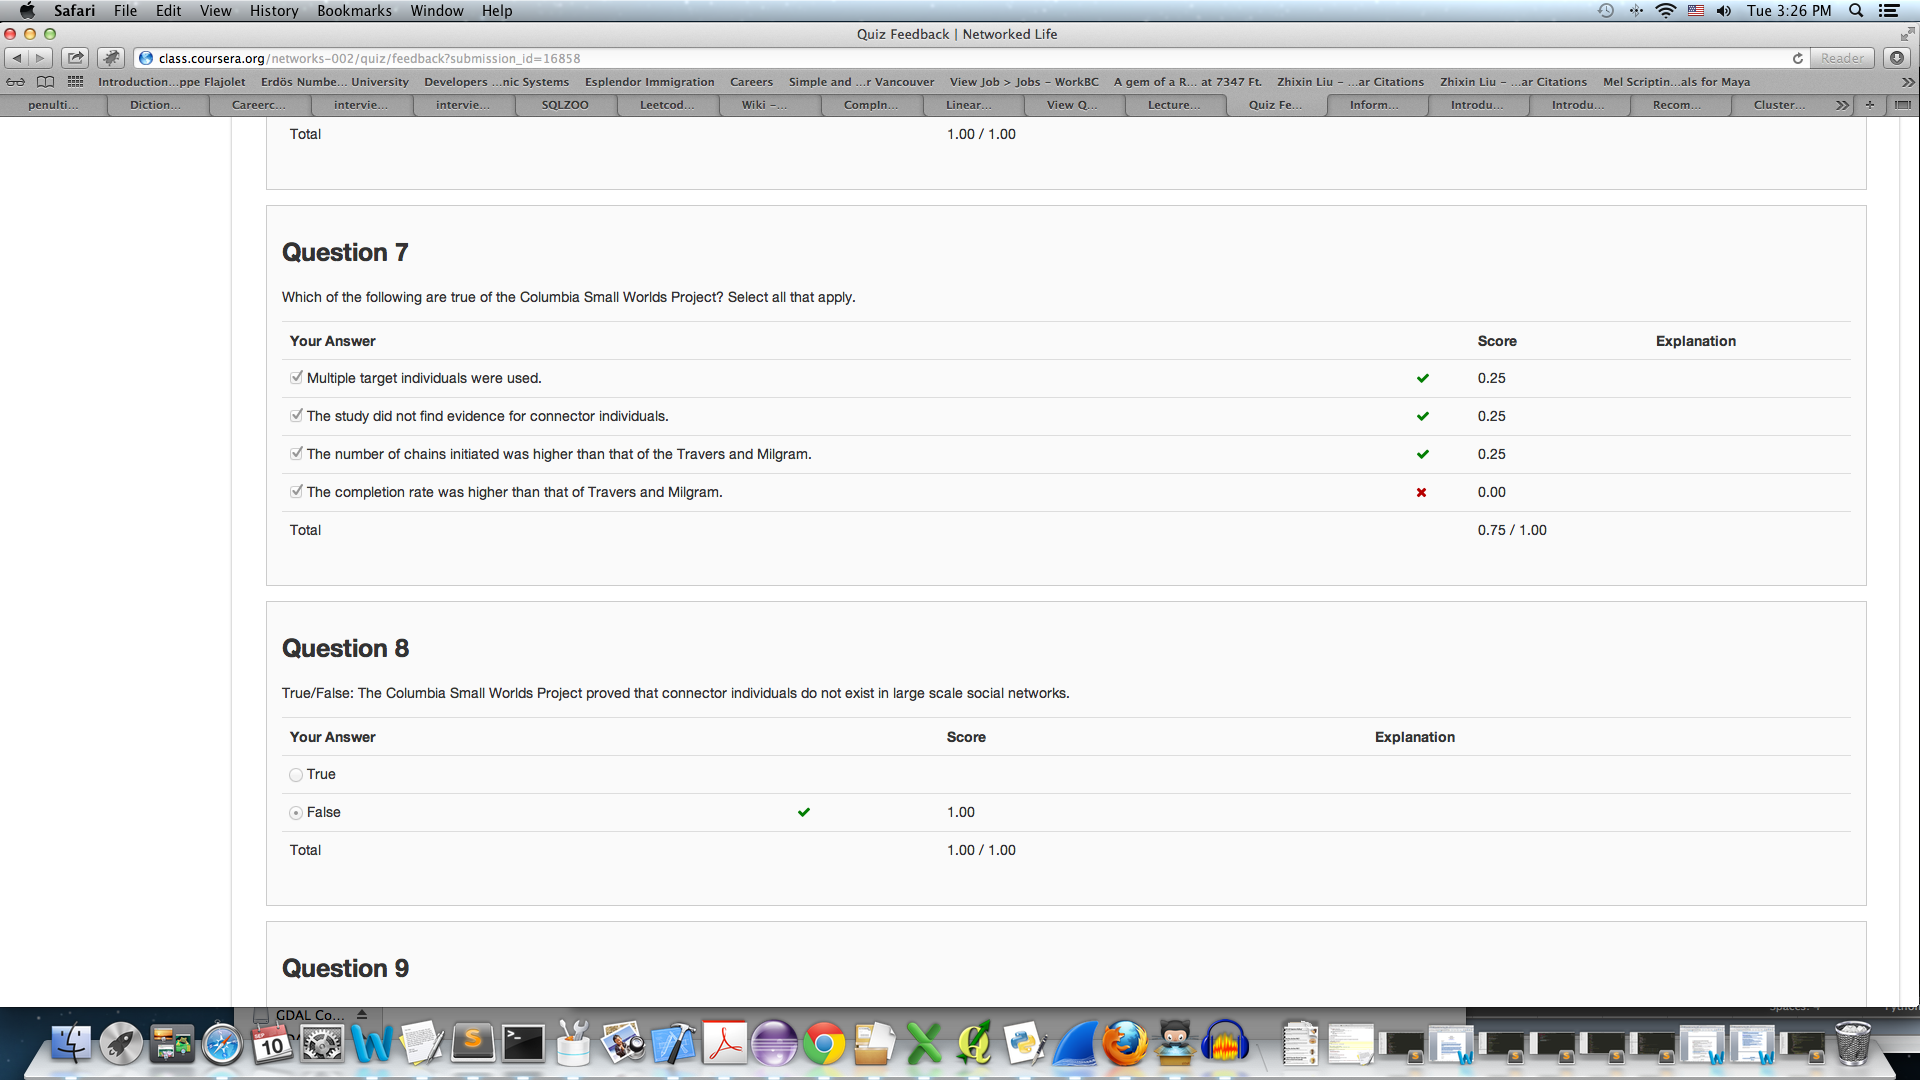 Safari File Edit View History Bookmarks Window Help Tue 3:26 PM
Quiz Feedback | Networked Life
class.coursera.org/networks-002/quiz/feedback?submission_id=16858 Reader
Introduction...ppe Flajolet Erdös Numbe... University Developers ...nic Systems Esplendor Immigration Careers Simple and ...r Vancouver View Job > Jobs - WorkBC A gem of a R... at 7347 Ft. Zhixin Liu - ...ar Citations Zhixin Liu - ...ar Citations Mel Scriptin...als for Maya
penulti... Diction... Careerc... intervie... intervie... SQLZOO Leetcod... Wiki -... Compln... Linear... View Q... Lecture... Quiz Fe... Inform... Introdu... Introdu... Recom... Cluster...
Total 1.00 / 1.00
Question 7
Which of the following are true of the Columbia Small Worlds Project? Select all that apply.
Your Answer Score Explanation
Multiple target individuals were used. 0.25
The study did not find evidence for connector individuals. 0.25
The number of chains initiated was higher than that of the Travers and Milgram. 0.25
The completion rate was higher than that of Travers and Milgram. 0.00
Total 0.75 / 1.00
Question 8
True/False: The Columbia Small Worlds Project proved that connector individuals do not exist in large scale social networks.
Your Answer Score Explanation
True
False 1.00
Total 1.00 / 1.00
Question 9
GDAL Co...
SEP
10